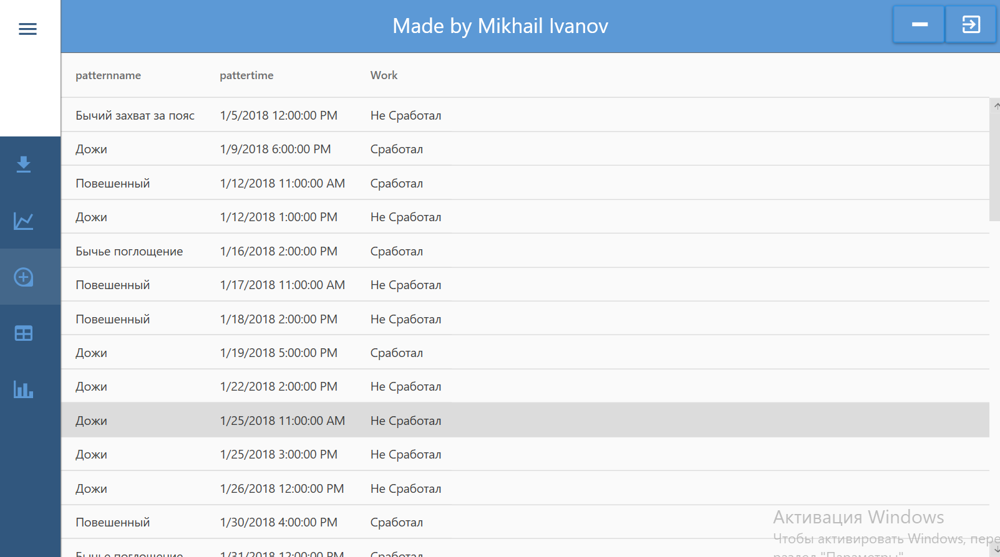 Made by Mikhail Ivanov
patternname pattertime Work
Бычий захват за пояс 1/5/2018 12:00:00 PM Не Сработал
Дожи 1/9/2018 6:00:00 PM Сработал
Повешенный 1/12/2018 11:00:00 AM Сработал
Дожи 1/12/2018 1:00:00 PM Не Сработал
Бычье поглощение 1/16/2018 2:00:00 PM Сработал
Повешенный 1/17/2018 11:00:00 AM Не Сработал
Повешенный 1/18/2018 2:00:00 PM Не Сработал
Дожи 1/19/2018 5:00:00 PM Сработал
Дожи 1/22/2018 2:00:00 PM Не Сработал
Дожи 1/25/2018 11:00:00 AM Не Сработал
Дожи 1/25/2018 3:00:00 PM Не Сработал
Дожи 1/26/2018 12:00:00 PM Не Сработал
Повешенный 1/30/2018 4:00:00 PM Сработал
Бычье поглощение 1/31/2018 12:00:00 PM Сработал
Активация Windows
Чтобы активировать Windows, пере
раздел "Параметры"